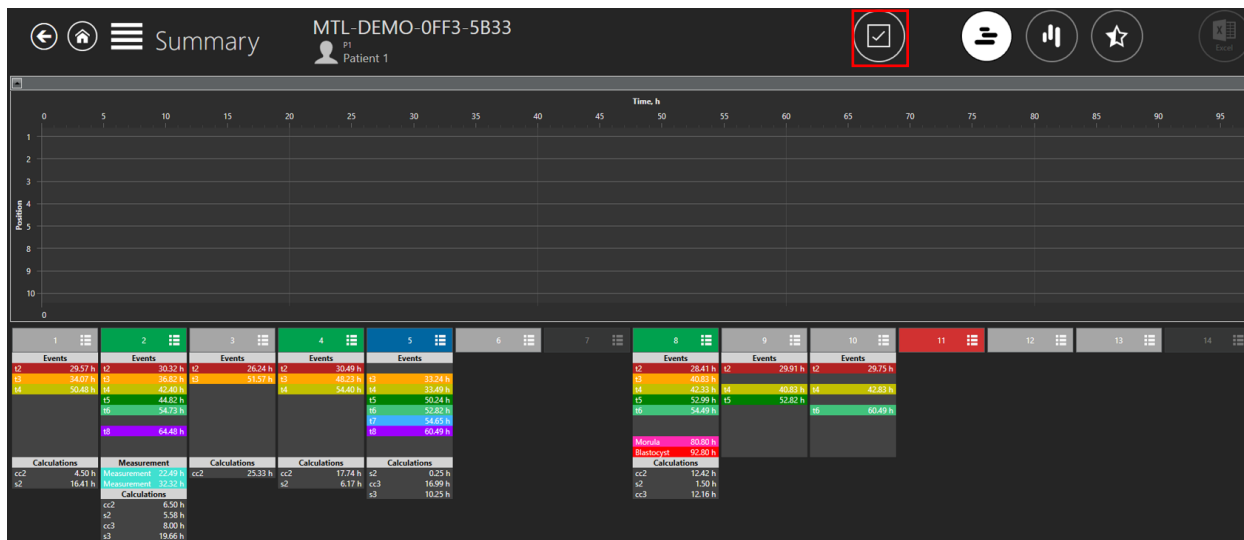 Summary
MTL-DEMO-0FF3-5B33
P1
Patient 1
Excel
Time, h
0 5 10 15 20 25 30 35 40 45 50 55 60 65 70 75 80 85 90 95
Position
1
2
3
4
5
8
9
10
0
1 2 3 4 5 6 7 8 9 10 11 12 13 14
Events Events Events Events Events Events Events Events
t2 29.57 h t2 30.32 h t2 26.24 h t2 30.49 h t2 28.41 h t2 29.91 h t2 29.75 h
t3 34.07 h t3 36.82 h t3 51.57 h t3 48.23 h t3 33.24 h t3 40.83 h
t4 50.48 h t4 42.40 h t4 54.40 h t4 33.49 h t4 42.33 h t4 40.83 h t4 42.83 h
t5 44.82 h t5 50.24 h t5 52.99 h t5 52.82 h
t6 54.73 h t6 52.82 h t6 54.49 h t6 60.49 h
t7 54.65 h
t8 64.48 h t8 60.49 h
Morula 80.80 h
Blastocyst 92.80 h
Calculations Measurement Calculations Calculations Calculations Calculations
cc2 4.50 h Measurement 22.49 h cc2 25.33 h cc2 17.74 h s2 0.25 h cc2 12.42 h
s2 16.41 h Measurement 32.32 h s2 6.17 h cc3 16.99 h s2 1.50 h
Calculations s3 10.25 h cc3 12.16 h
cc2 6.50 h
s2 5.58 h
cc3 8.00 h
s3 19.66 h